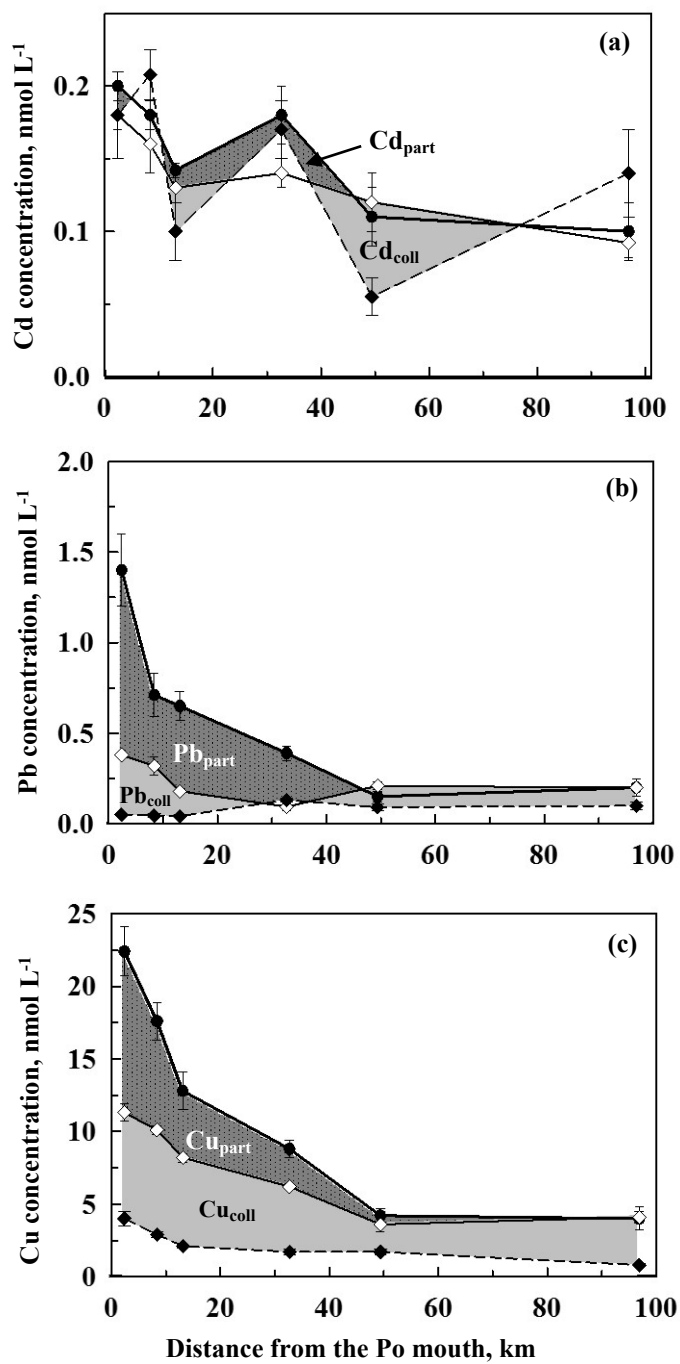 (a)
Cd concentration, nmol L-1
0.2
0.1
0.0
Cdpart
Cdcoll
0 20 40 60 80 100
(b)
Pb concentration, nmol L-1
2.0
1.5
1.0
0.5
0.0
Pbpart
Pbcoll
0 20 40 60 80 100
(c)
Cu concentration, nmol L-1
25
20
15
10
5
0
Cupart
Cucoll
0 20 40 60 80 100
Distance from the Po mouth, km